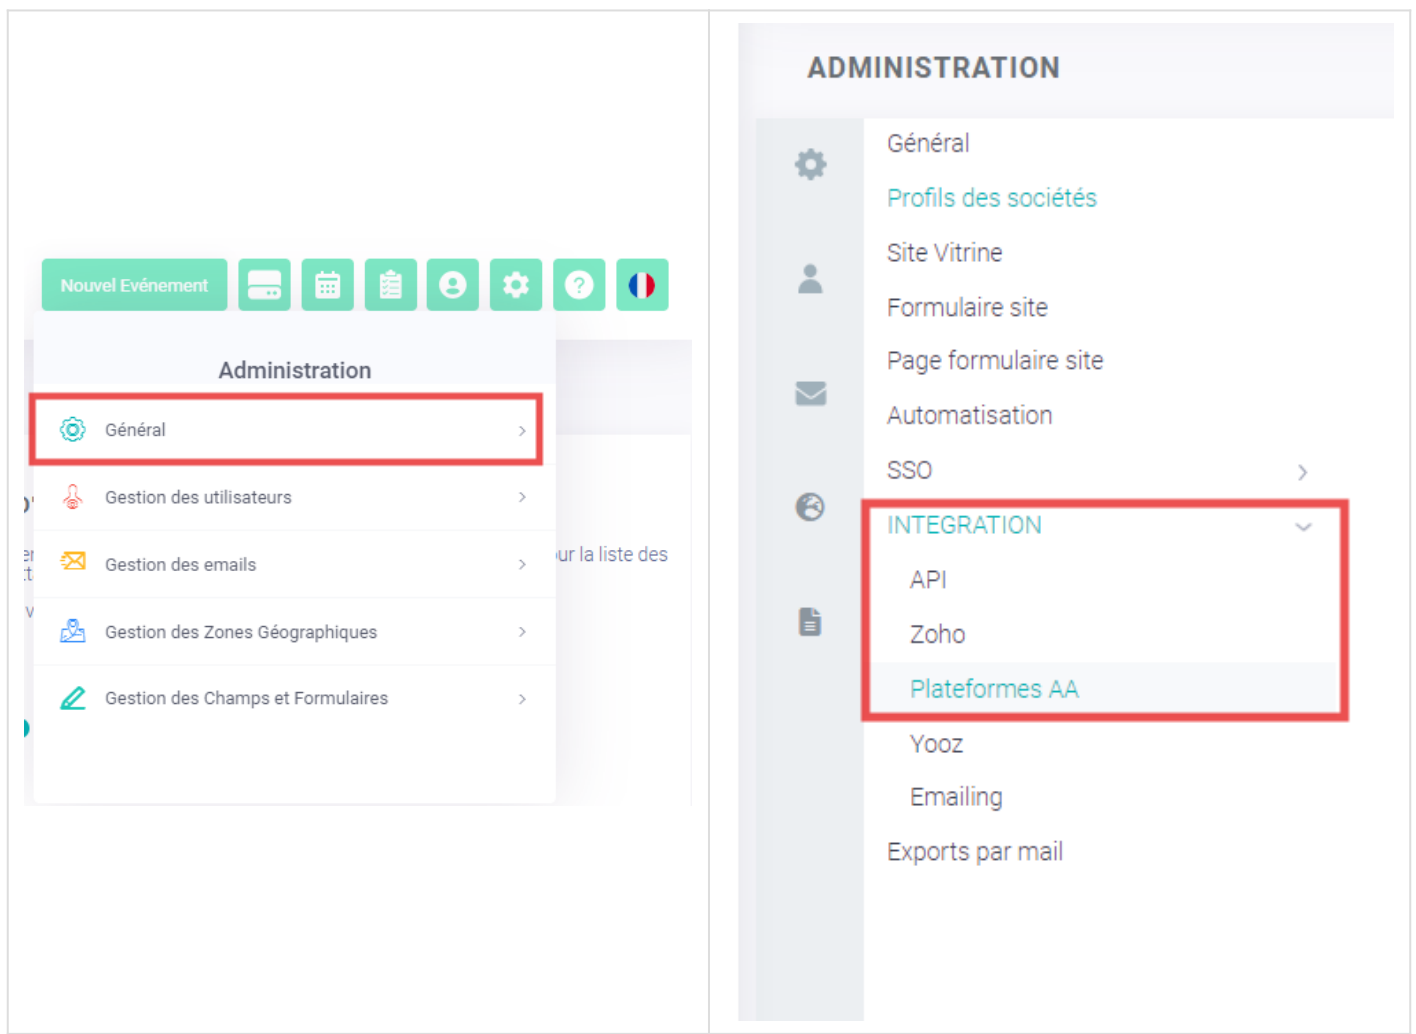 Nouvel Evénement
Administration
Général
Gestion des utilisateurs
Gestion des emails
ur la liste des
Gestion des Zones Géographiques
Gestion des Champs et Formulaires
ADMINISTRATION
Général
Profils des sociétés
Site Vitrine
Formulaire site
Page formulaire site
Automatisation
SSO
INTEGRATION
API
Zoho
Plateformes AA
Yooz
Emailing
Exports par mail